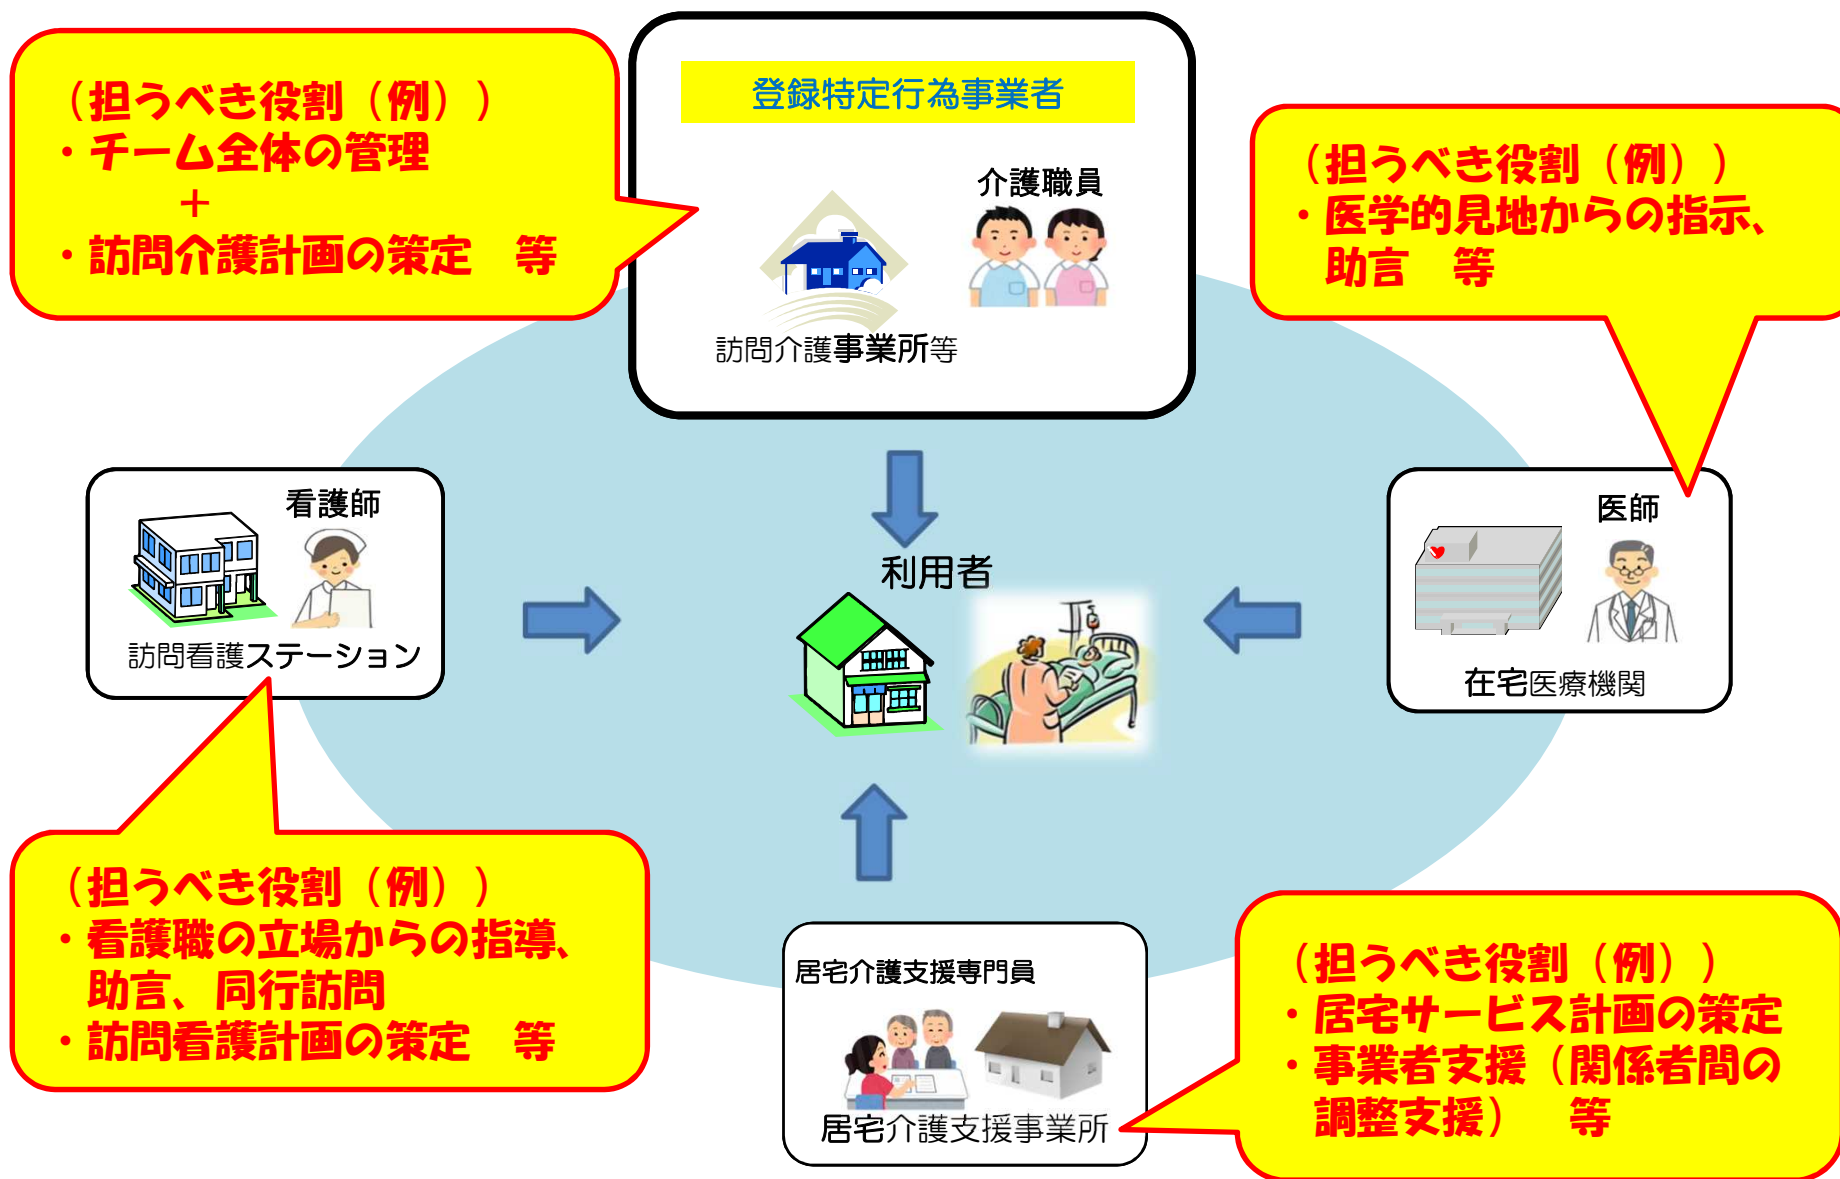 (担うべき役割(例))
・チーム全体の管理
+
・訪問介護計画の策定 等
登録特定行為事業者
介護職員
訪問介護事業所等
(担うべき役割(例))
・医学的見地からの指示、
助言 等
看護師
訪問看護ステーション
利用者
医師
在宅医療機関
(担うべき役割(例))
・看護職の立場からの指導、
助言、同行訪問
・訪問看護計画の策定 等
居宅介護支援専門員
居宅介護支援事業所
(担うべき役割(例))
・居宅サービス計画の策定
・事業者支援(関係者間の
調整支援) 等